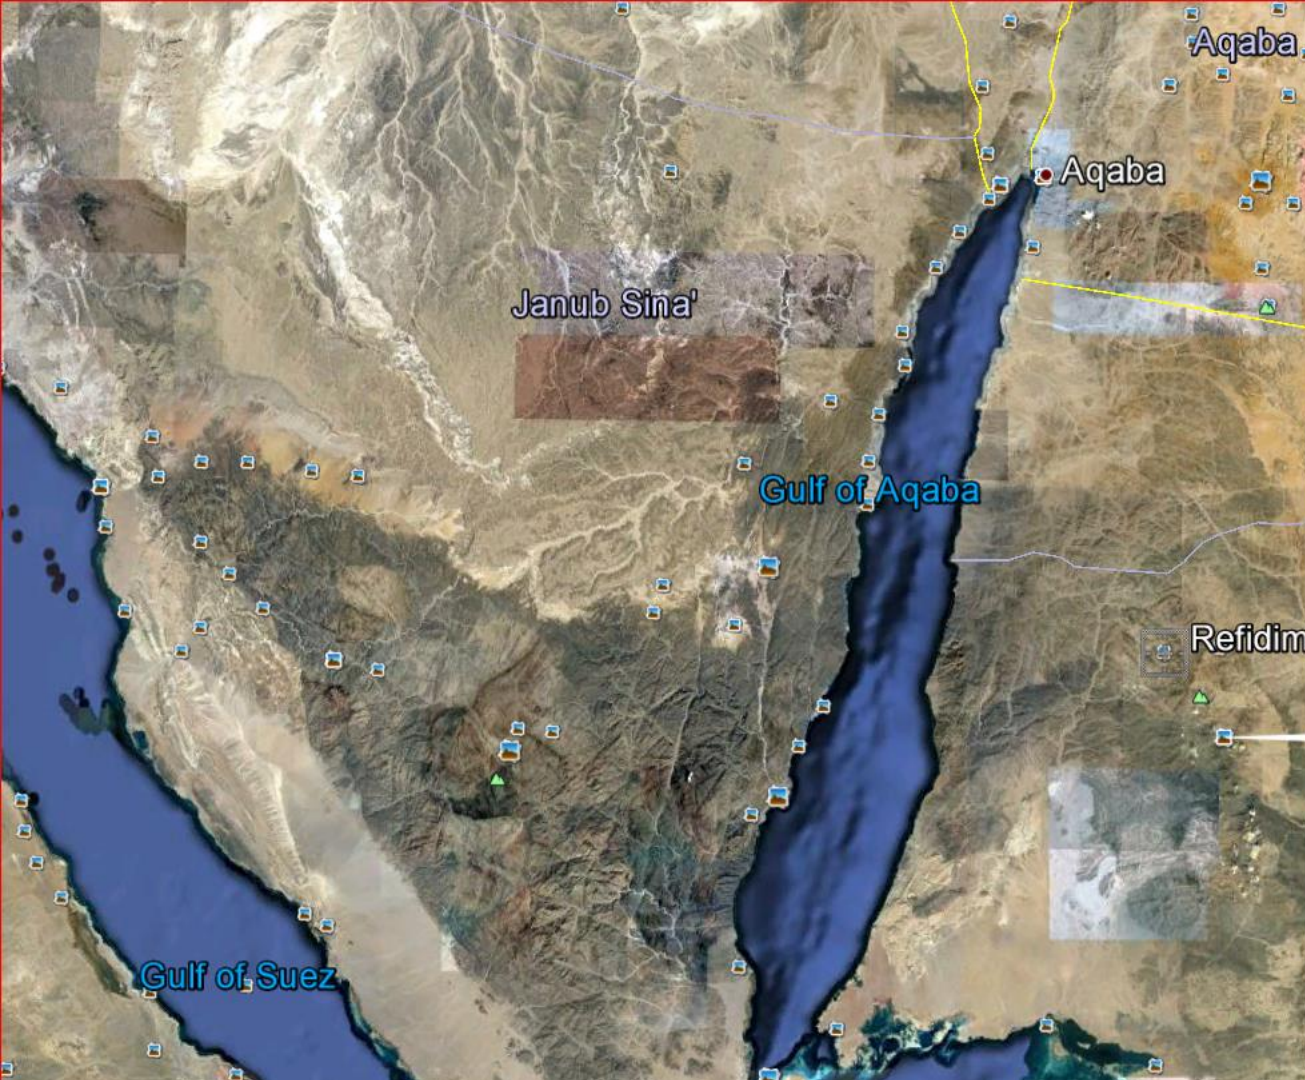 Aqaba
Aqaba
Janub Sina'
Gulf of Aqaba
Refidim
Gulf of Suez